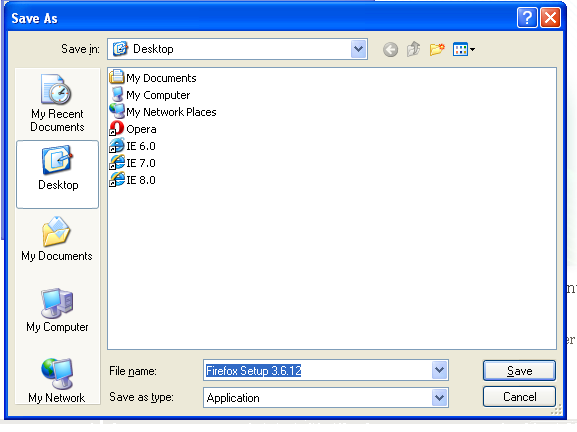 Save As
Save in: Desktop
My Documents
My Computer
My Network Places
Opera
IE 6.0
IE 7.0
IE 8.0
My Recent
Documents
Desktop
My Documents
My Computer
My Network
File name: Firefox Setup 3.6.12 Save
Save as type: Application Cancel